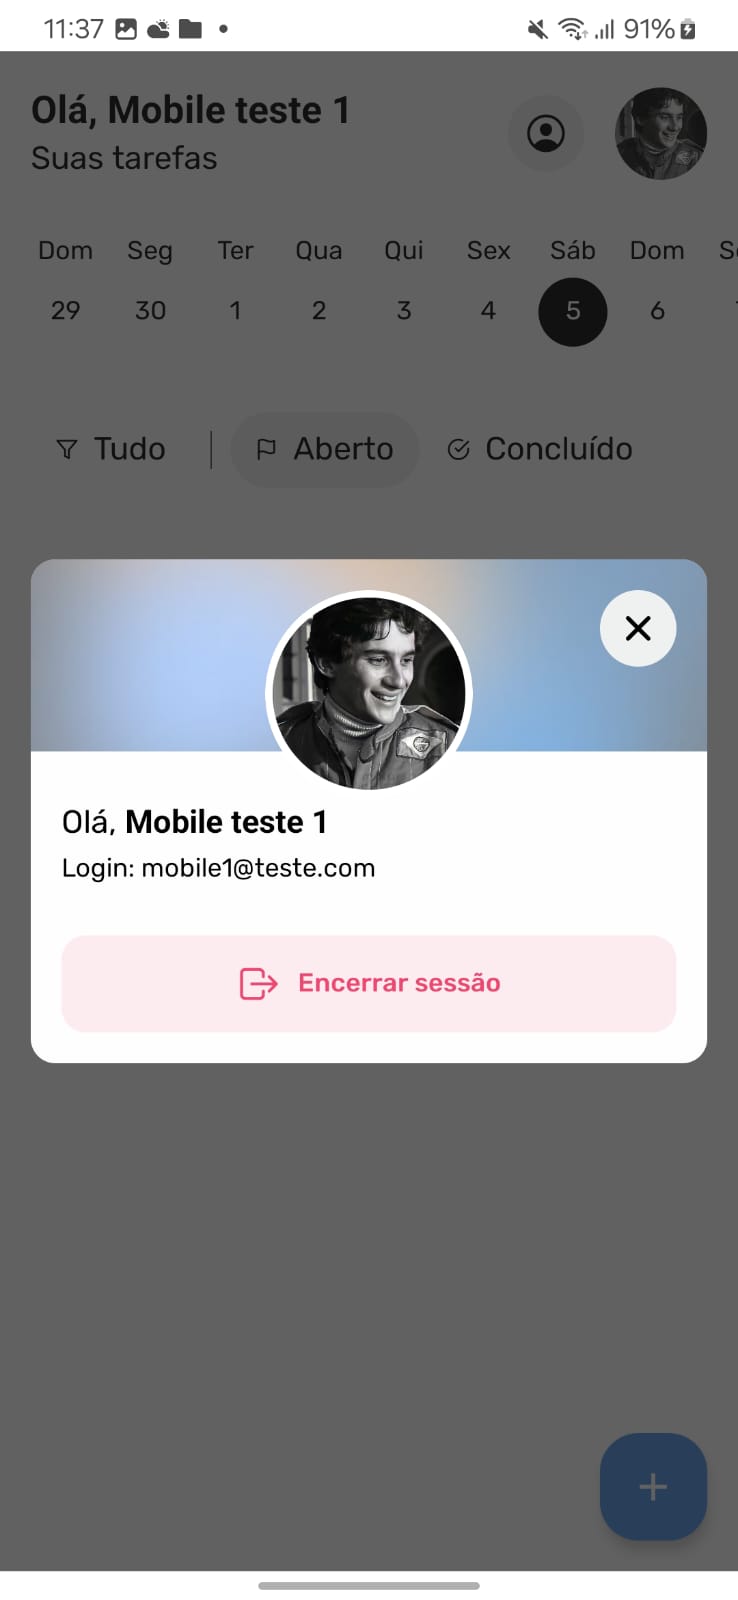 11:37
91%
Olá, Mobile teste 1
Suas tarefas
Dom Seg Ter Qua Qui Sex Sáb Dom
29 30 1 2 3 4 5 6
Tudo Aberto Concluído
Olá, Mobile teste 1
Login: mobile1@teste.com
Encerrar sessão